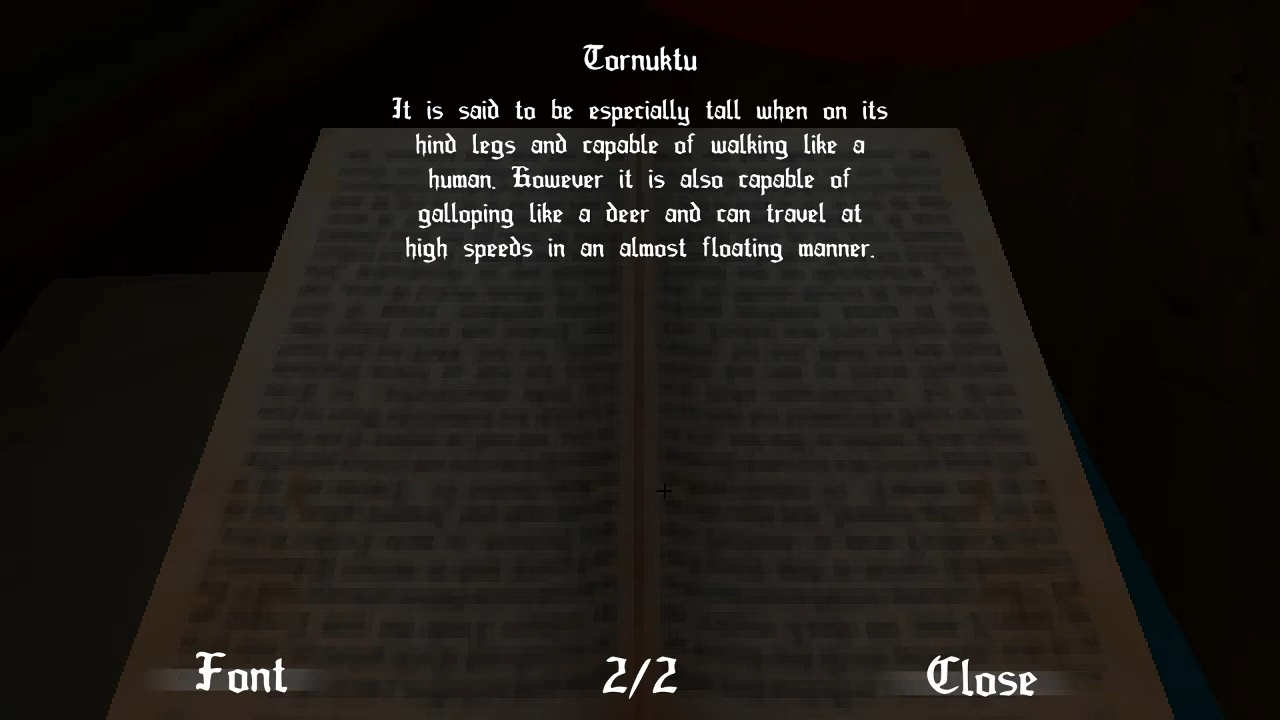 Tornuktu
It is said to be especially tall when on its
hind legs and capable of walking like a
human. However it is also capable of
galloping like a deer and can travel at
high speeds in an almost floating manner.
Font
2/2
Close